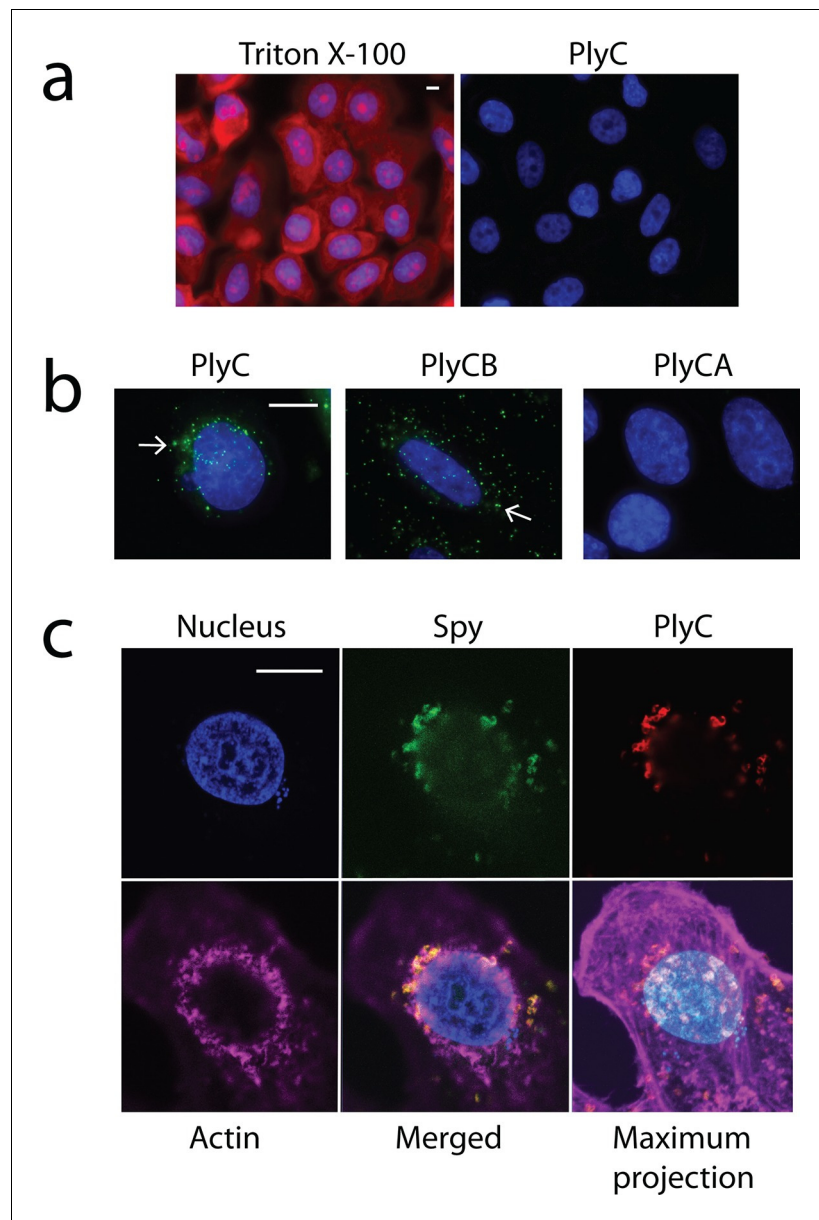 a
Triton X-100
PlyC
b
PlyC
PlyCB
PlyCA
c
Nucleus
Spy
PlyC
Actin
Merged
Maximum
projection